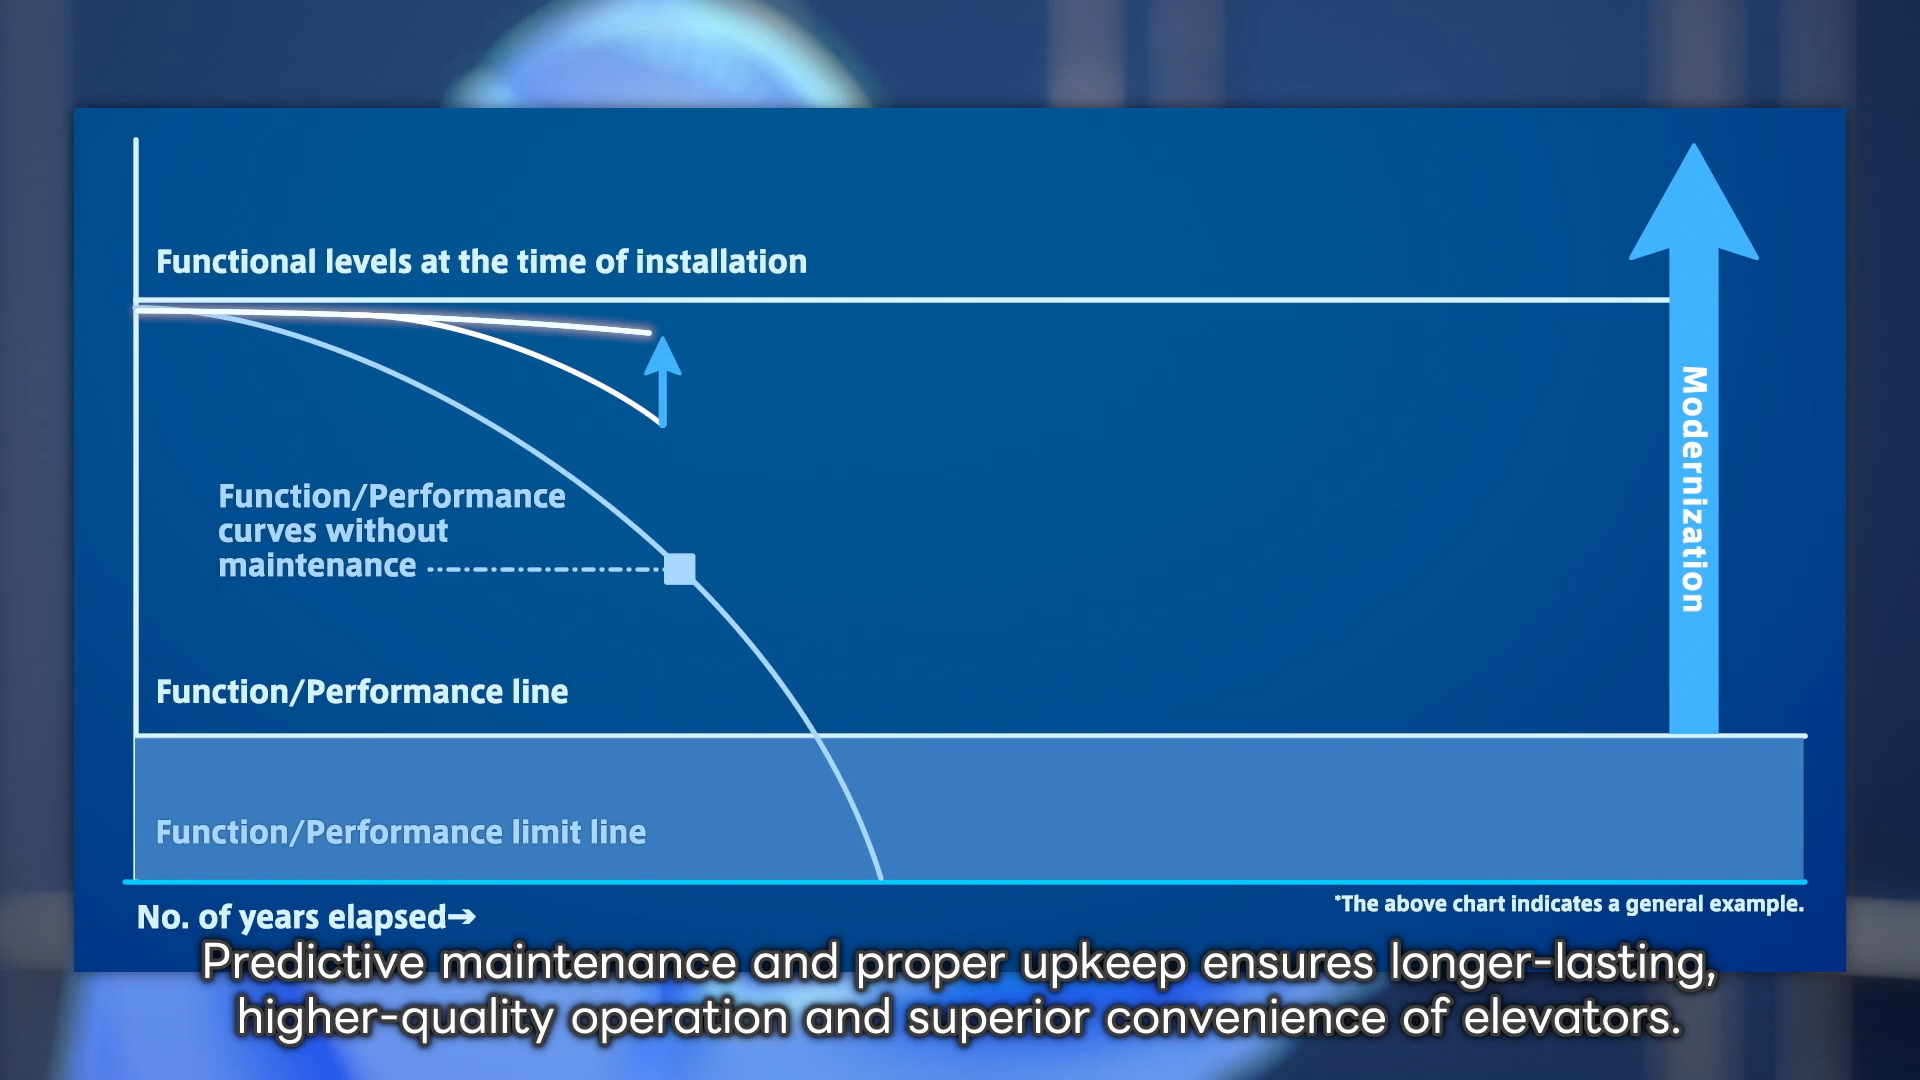 Functional levels at the time of installation
Modernization
Function/Performance
curves without
maintenance
Function/Performance line
Function/Performance limit line
No. of years elapsed➔
*The above chart indicates a general example.
Predictive maintenance and proper upkeep ensures longer-lasting,
higher-quality operation and superior convenience of elevators.